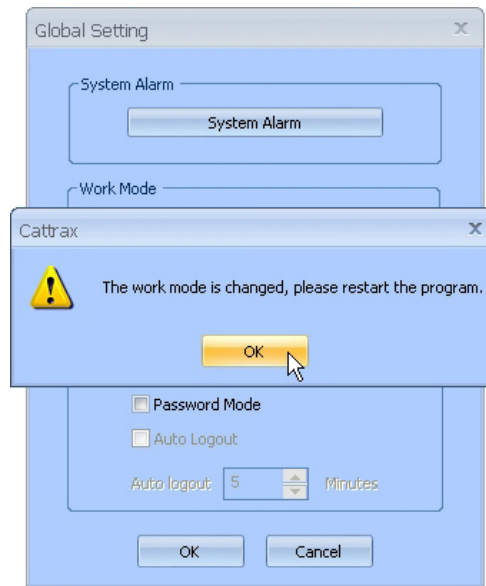 Global Setting
System Alarm
System Alarm
Work Mode
Cattrax
The work mode is changed, please restart the program.
OK
Password Mode
Auto Logout
Auto logout 5 Minutes
OK Cancel